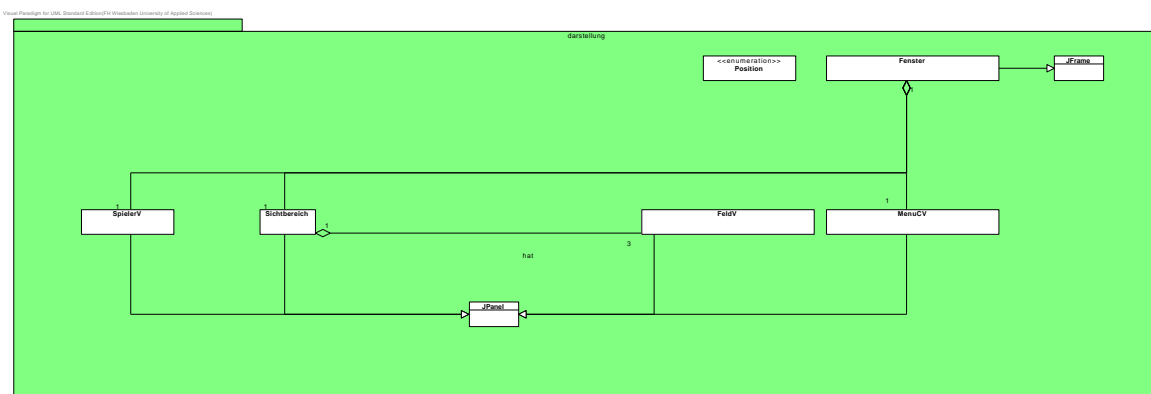 Visual Paradigm for UML Standard Edition(FH Wiesbaden University of Applied Sciences)
darstellung
<<enumeration>>
Position
Fenster
JFrame
1
1
1
1
SpielerV
Sichtbereich
FeldV
MenuCV
1
3
hat
JPanel